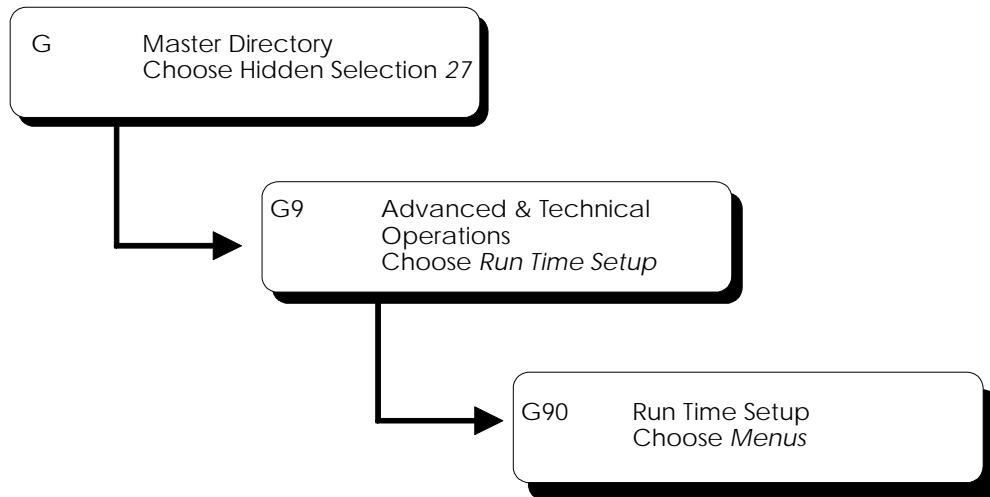 G Master Directory
Choose Hidden Selection 27
G9 Advanced & Technical
Operations
Choose Run Time Setup
G90 Run Time Setup
Choose Menus